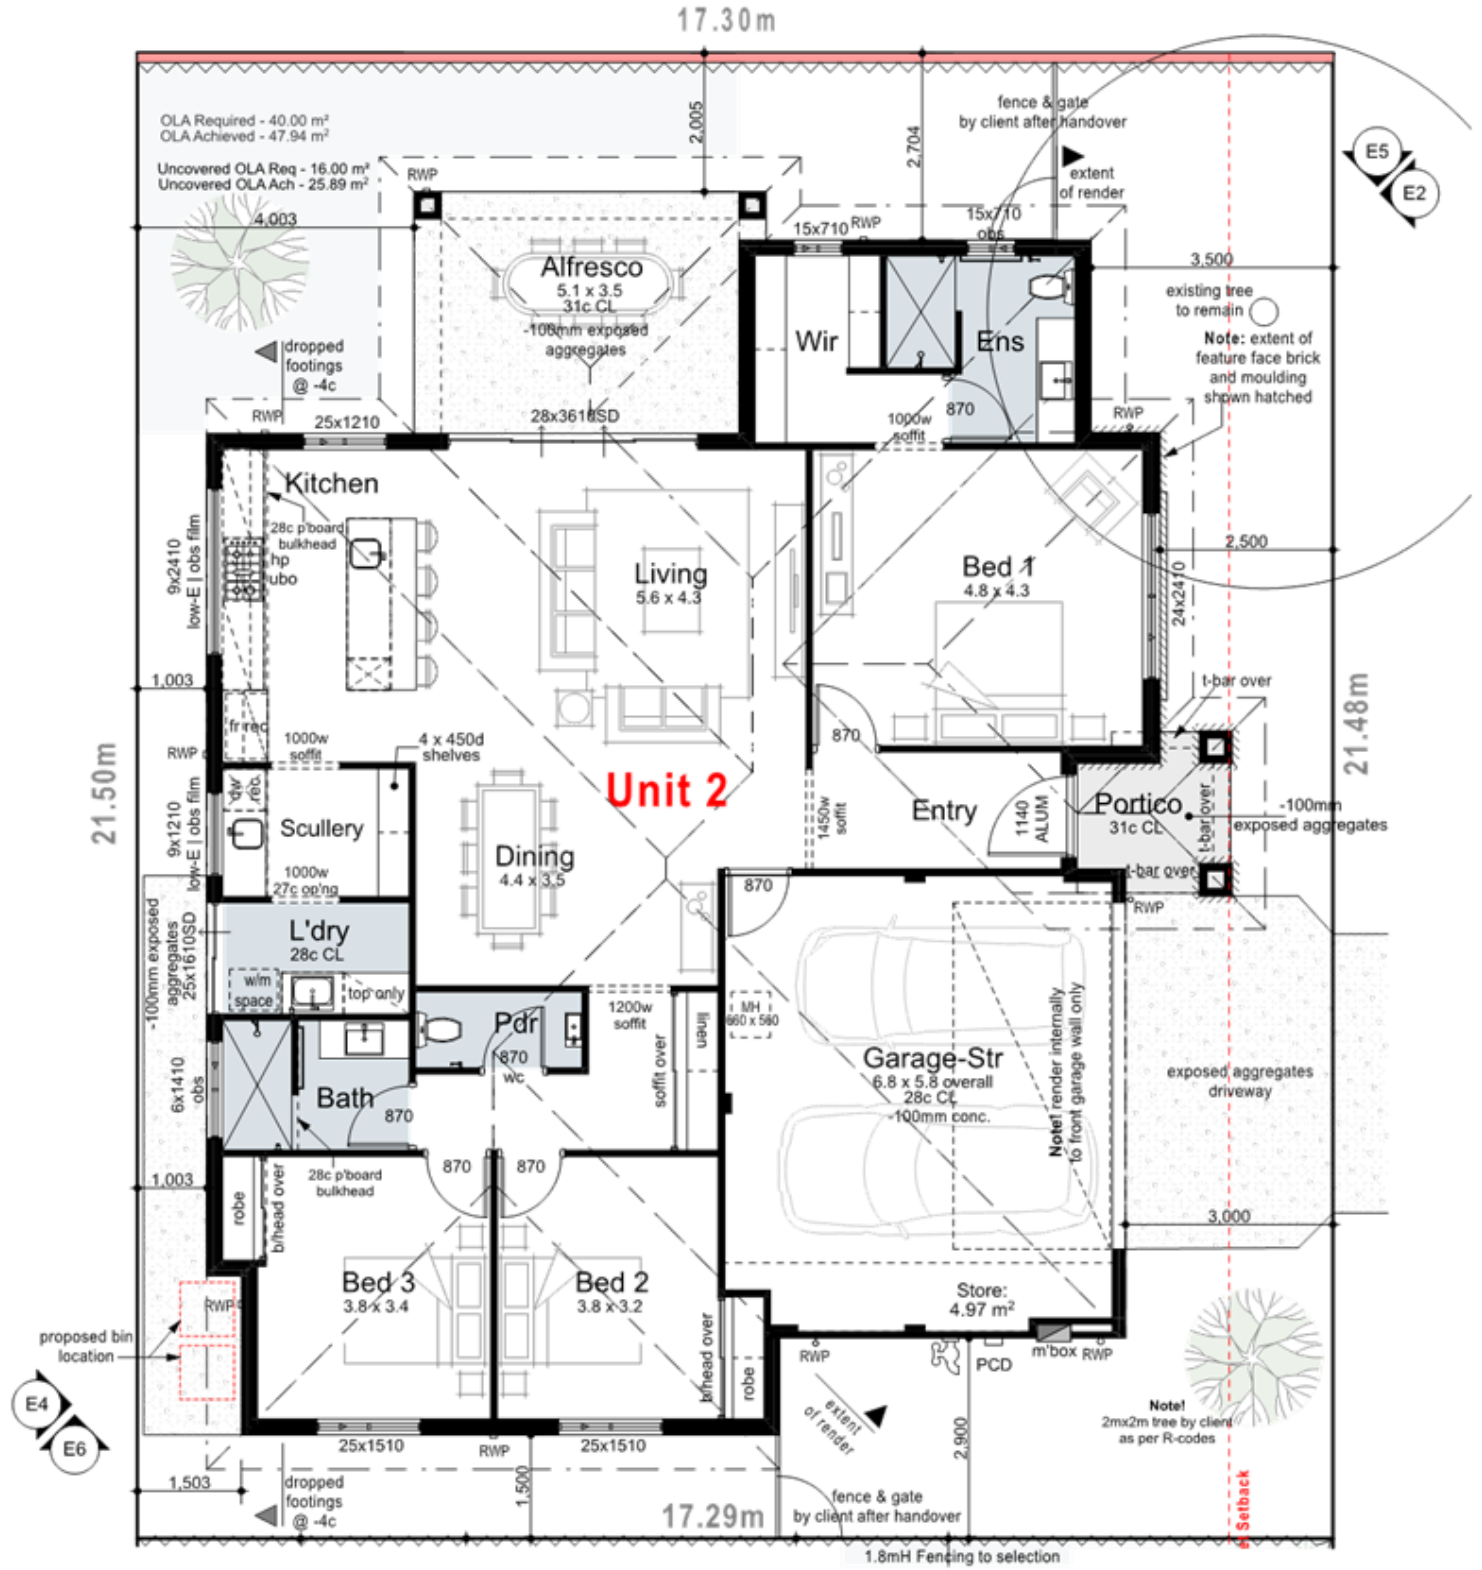 17.30m
OLA Required - 40.00 m²
OLA Achieved - 47.94 m²
Uncovered OLA Req - 16.00 m²
Uncovered OLA Ach - 25.89 m²
2,005
2,704
fence & gate
by client after handover
extent
of render
E5
E2
RWP
4,003
15x710
RWP
15x710
obs
RWP
3,500
Alfresco
5.1 x 3.5
31c CL
-100mm exposed
aggregates
Wir
Ens
existing tree
to remain
Note: extent of
feature face brick
and moulding
shown hatched
dropped
footings
@ -4c
RWP
25x1210
28x3610SD
1000w
soffit
870
RWP
Kitchen
28c p'board
bulkhead
hp
ubo
9x2410
low-E | obs film
Living
5.6 x 4.3
Bed 1
4.8 x 4.3
2,500
24x2410
1,003
fr rec
t-bar over
870
21.50m
21.48m
RWP
1000w
soffit
4 x 450d
shelves
Unit 2
dw
rec
Scullery
9x1210
low-E | obs film
1000w
27c op'ng
Dining
4.4 x 3.5
1450w
soffit
Entry
1140
ALUM
Portico
31c CL
t-bar over
t-bar over
-100mm
exposed aggregates
RWP
870
-100mm exposed
aggregates
25x1610SD
L'dry
28c CL
w/m
space
top only
Pdr
870
wc
1200w
soffit
linen
soffit over
MH
660 x 560
Garage-Str
6.8 x 5.8 overall
28c CL
-100mm conc.
Note! render internally
to front garage wall only
exposed aggregates
driveway
6x1410
obs
Bath
870
28c p'board
bulkhead
870
870
1,003
robe
b/head over
3,000
Bed 3
3.8 x 3.4
Bed 2
3.8 x 3.2
Store:
4.97 m²
RWP
proposed bin
location
b/head over
robe
RWP
PCD
m'box
RWP
E4
E6
extent
of render
2,900
Note!
2mx2m tree by client
as per R-codes
25x1510
RWP
25x1510
1,503
dropped
footings
@ -4c
1,500
17.29m
fence & gate
by client after handover
Setback
1.8mH Fencing to selection